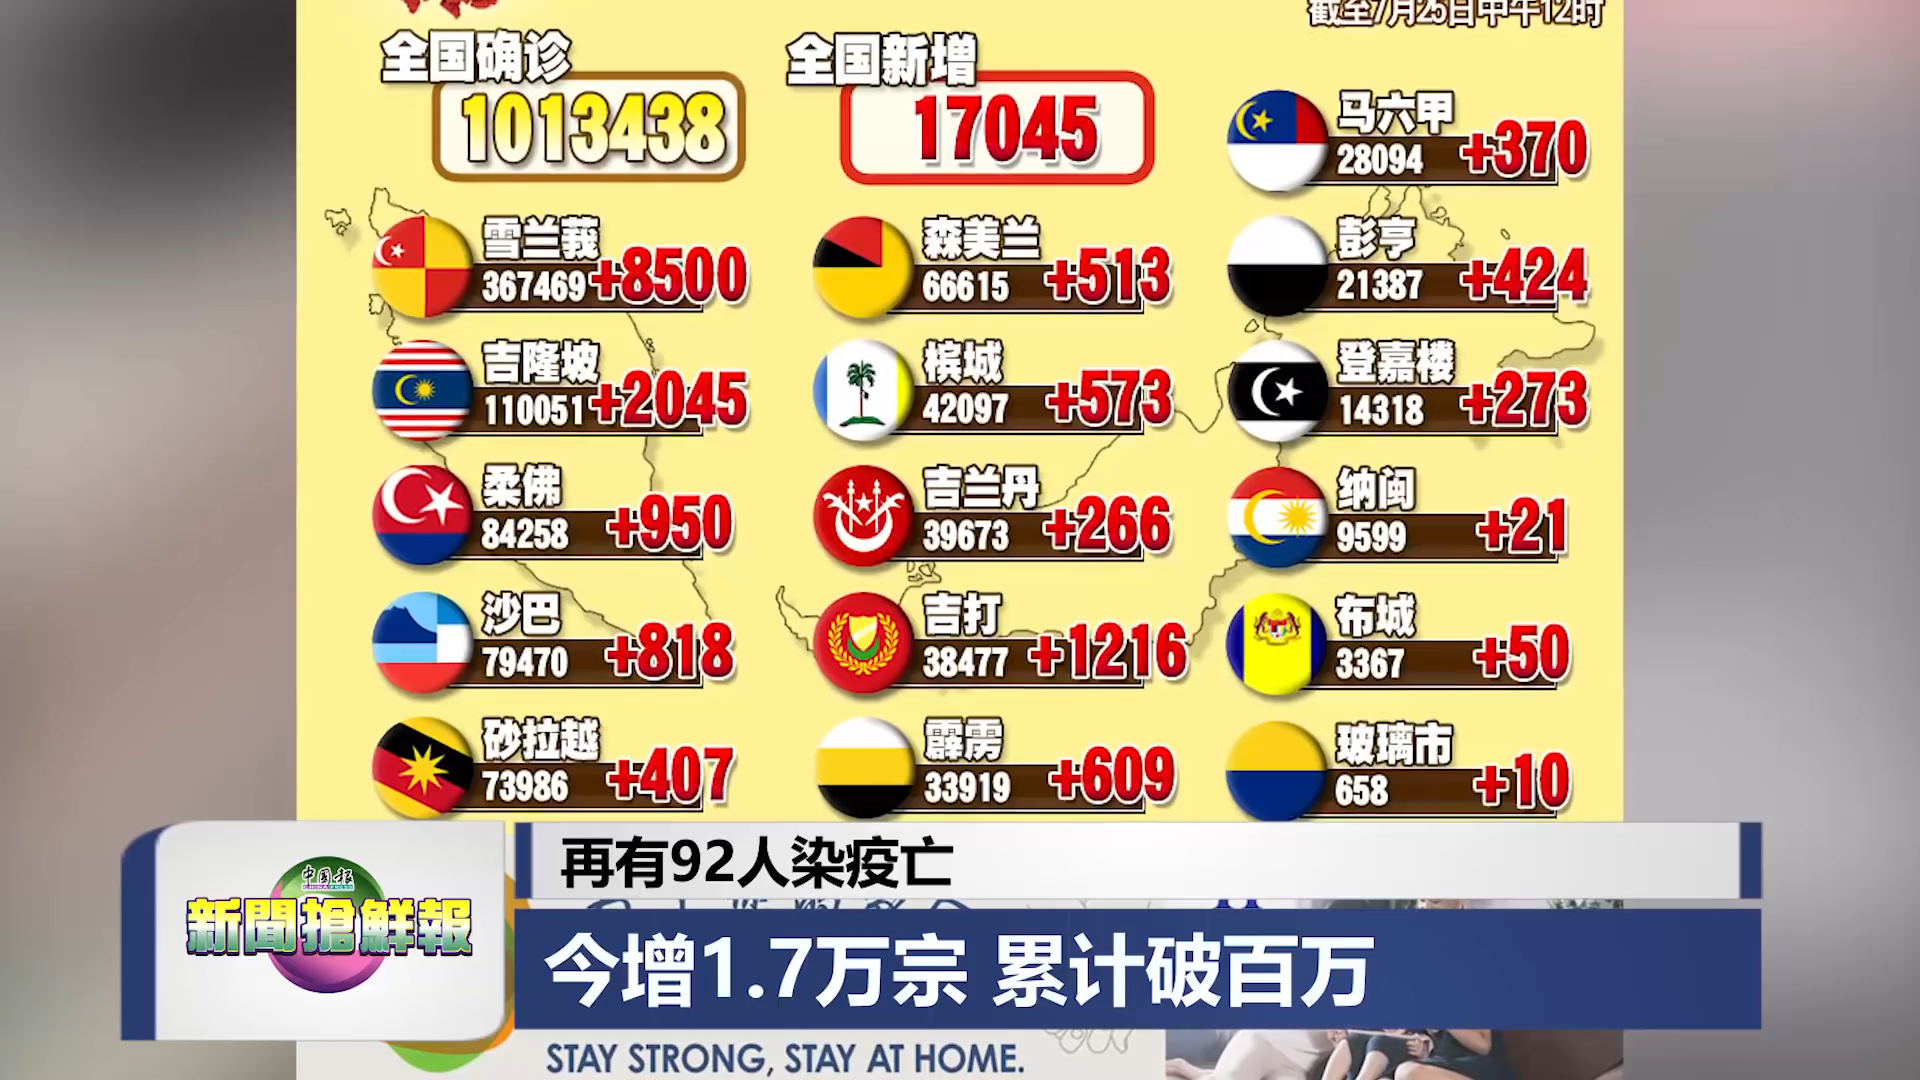 截至7月25日中午12时
全国确诊
1013438
全国新增
17045
马六甲
28094 +370
雪兰莪
367469 +8500
森美兰
66615 +513
彭亨
21387 +424
吉隆坡
110051 +2045
槟城
42097 +573
登嘉楼
14318 +273
柔佛
84258 +950
吉兰丹
39673 +266
纳闽
9599 +21
沙巴
79470 +818
吉打
38477 +1216
布城
3367 +50
砂拉越
73986 +407
霹雳
33919 +609
玻璃市
658 +10
再有92人染疫亡
中国报
CHINA PRESS
新聞搶鮮報
今增1.7万宗 累计破百万
STAY STRONG, STAY AT HOME.